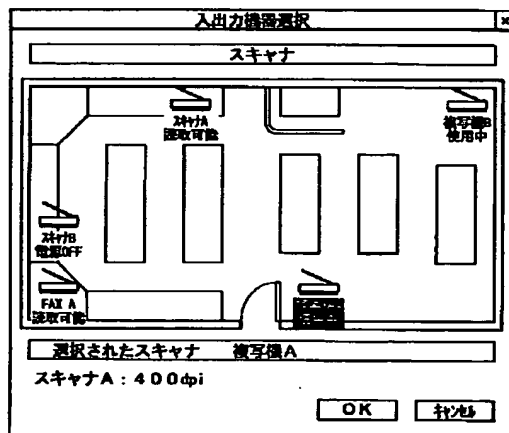 入出力機器選択
×
スキャナ
スキャナA
読取可能
複写機B
使用中
スキャナB
電源OFF
FAX A
読取可能
選択されたスキャナ 複写機A
スキャナA：400dpi
OK
キャンセル